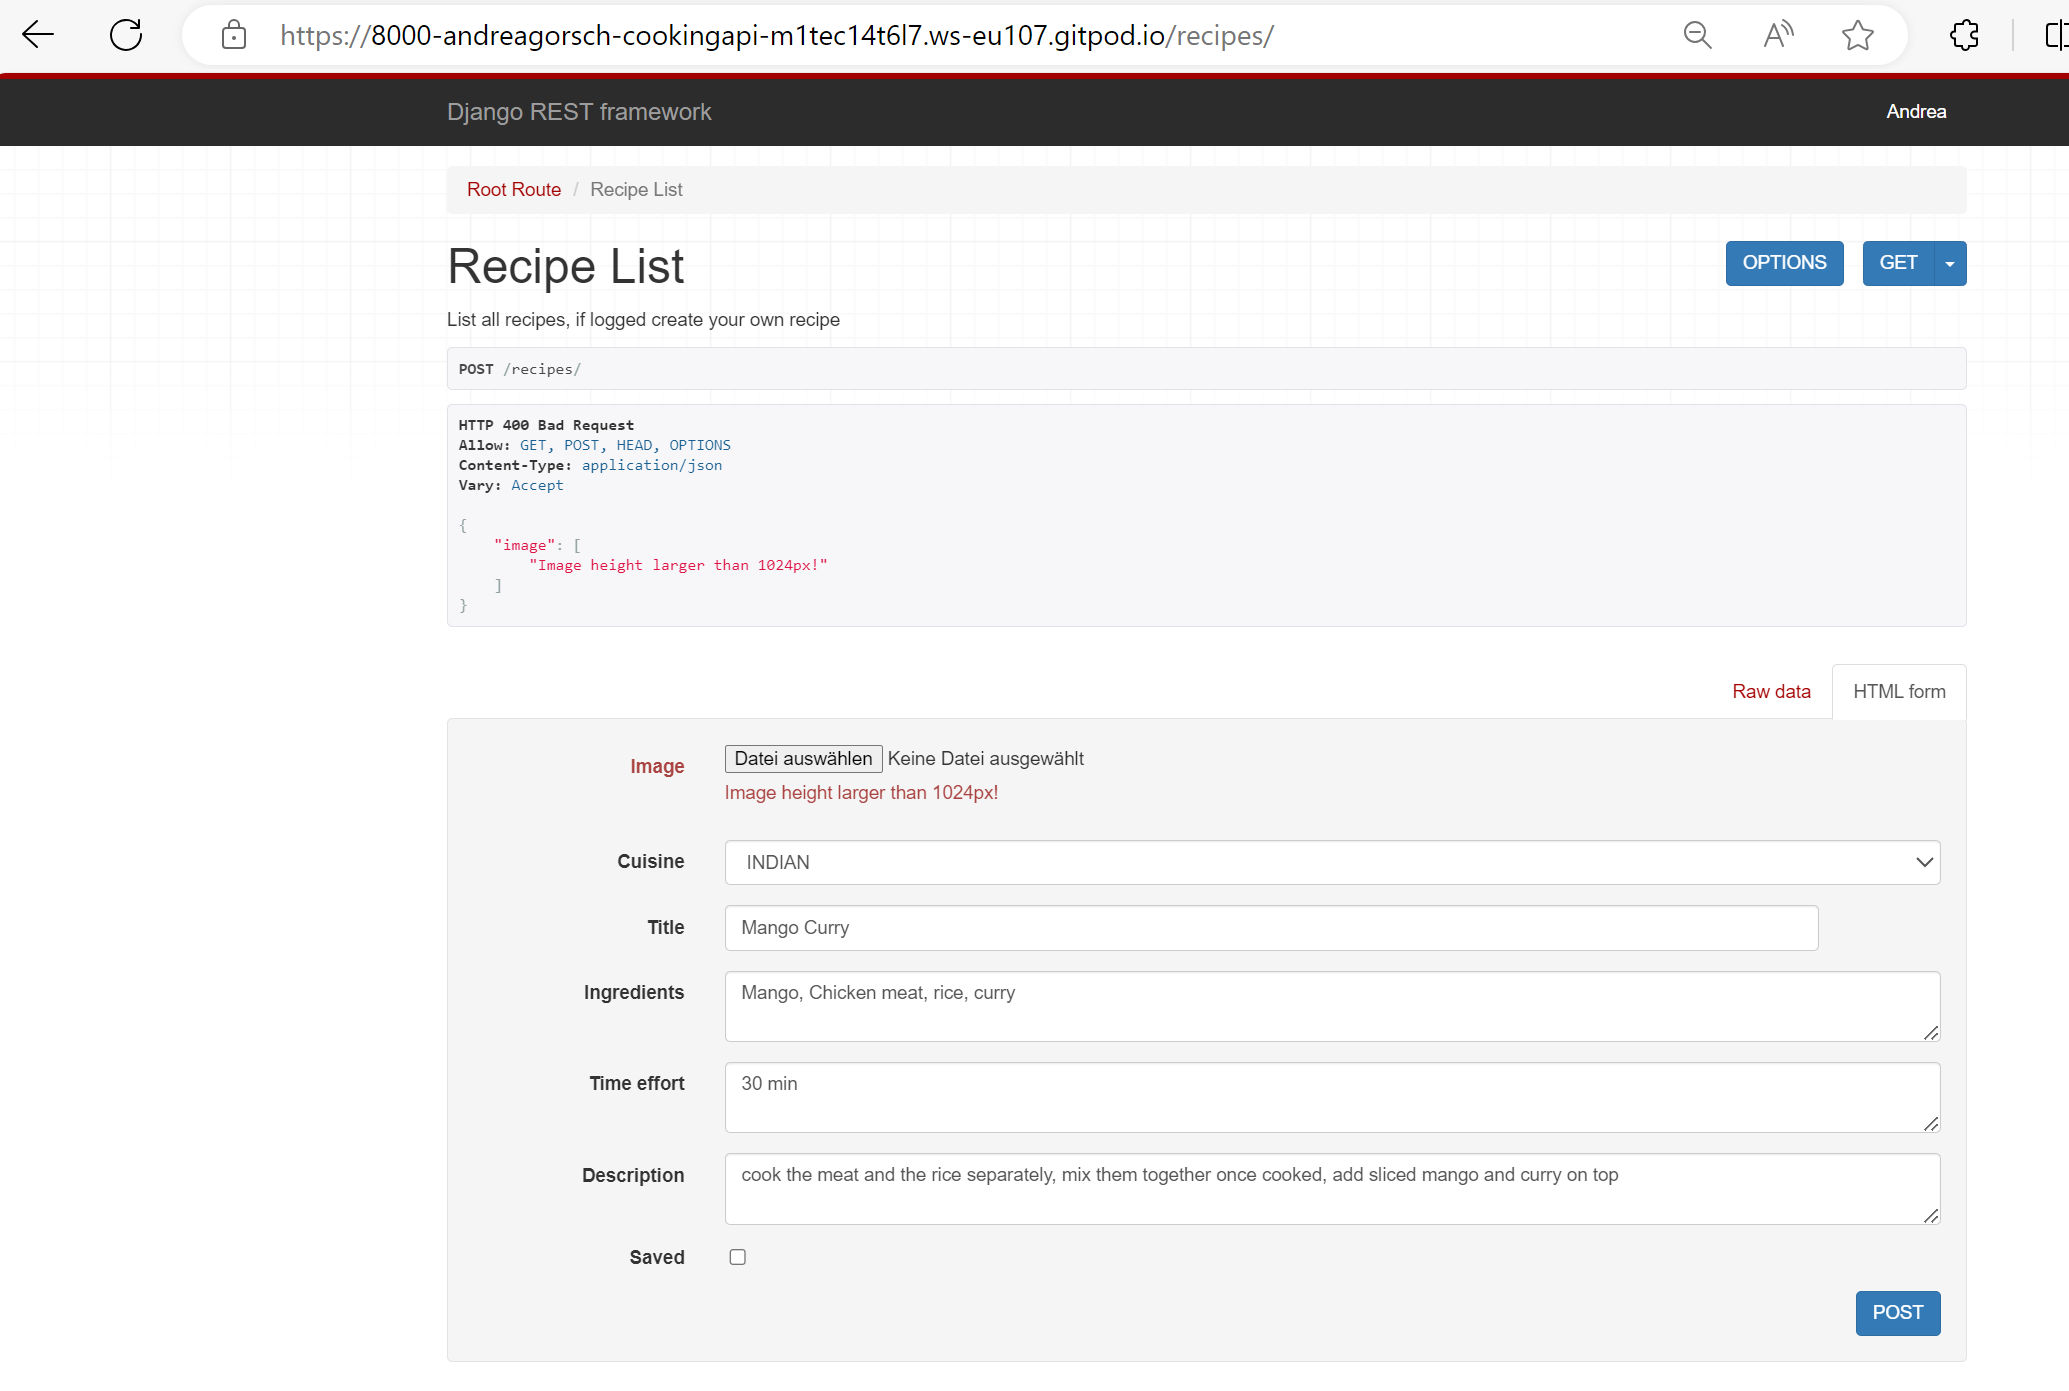 https://8000-andreagorsch-cookingapi-m1tec14t6l7.ws-eu107.gitpod.io/recipes/
Django REST framework
Andrea
Root Route / Recipe List
Recipe List
OPTIONS
GET
List all recipes, if logged create your own recipe
POST /recipes/
HTTP 400 Bad Request
Allow: GET, POST, HEAD, OPTIONS
Content-Type: application/json
Vary: Accept
{
"image": [
"Image height larger than 1024px!"
]
}
Raw data
HTML form
Image
Datei auswählen Keine Datei ausgewählt
Image height larger than 1024px!
Cuisine
INDIAN
Title
Mango Curry
Ingredients
Mango, Chicken meat, rice, curry
Time effort
30 min
Description
cook the meat and the rice separately, mix them together once cooked, add sliced mango and curry on top
Saved
POST